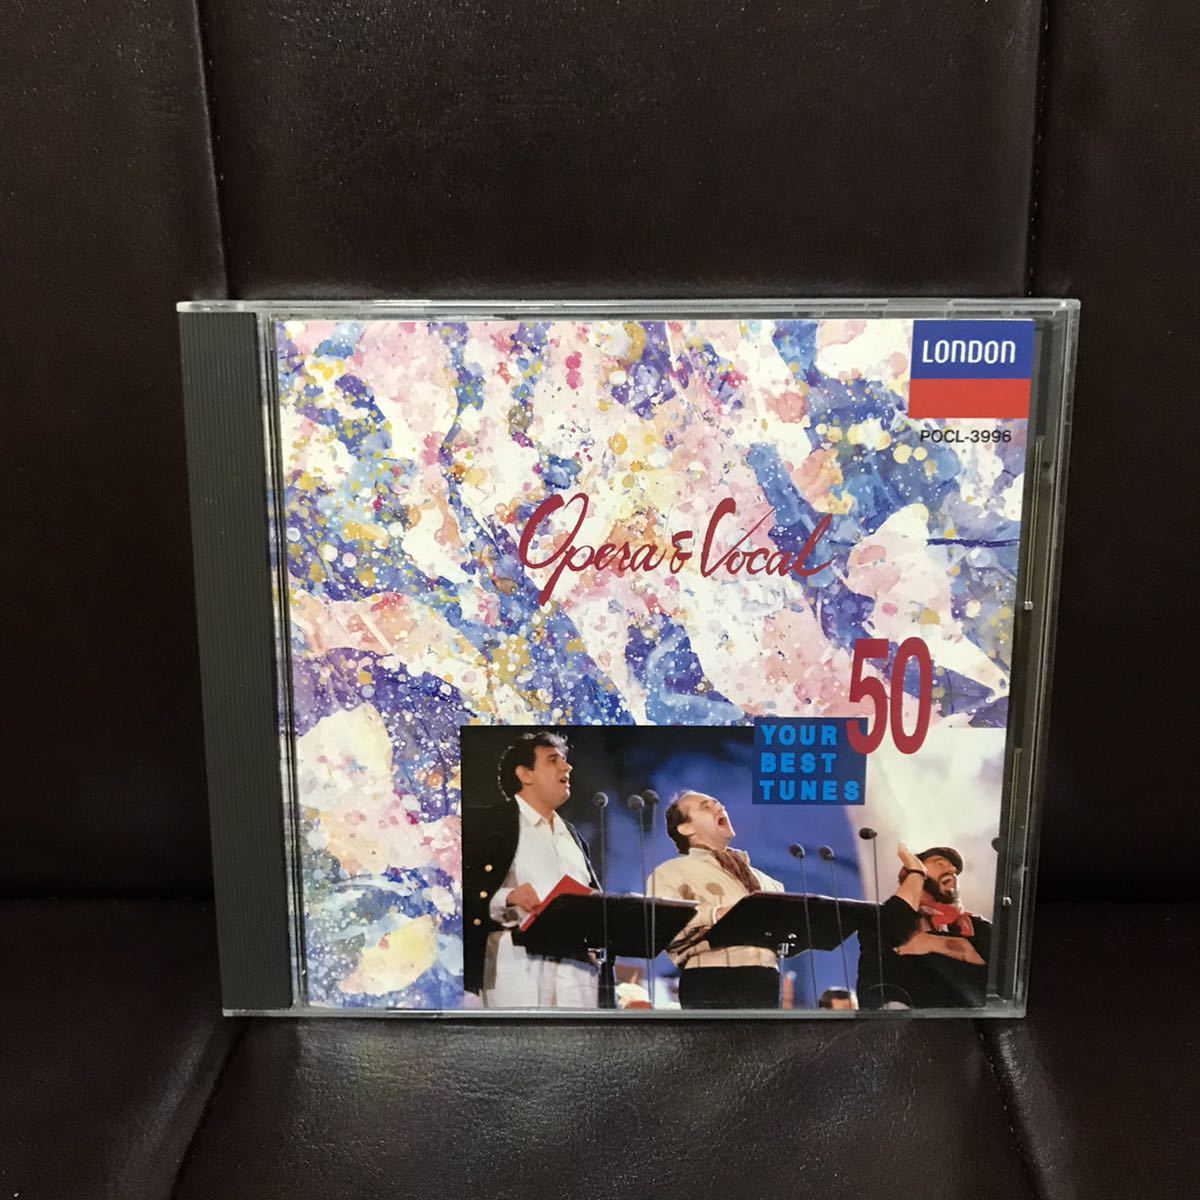 LONDON
POCL-3996
Opera & Vocal
50
YOUR
BEST
TUNES